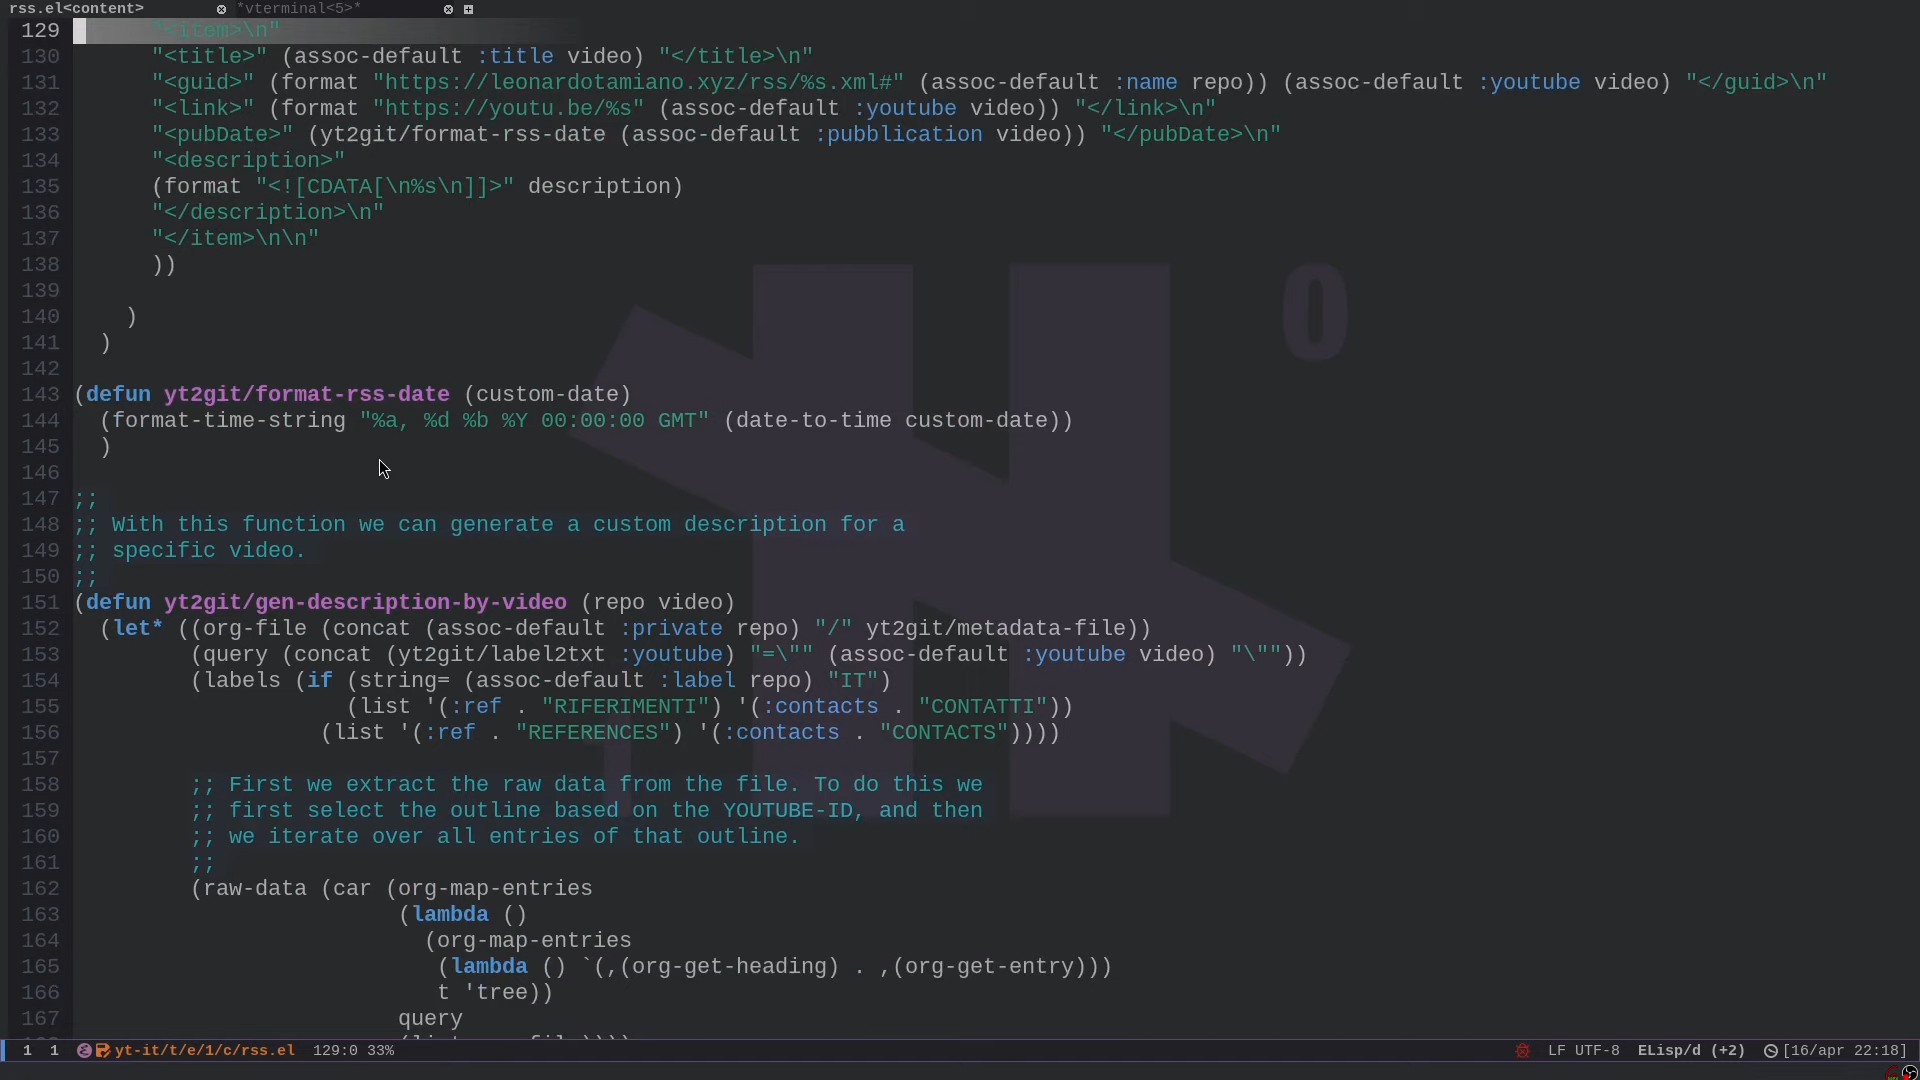 rss.el<content> *vterminal<5>*
129 "<item>\n"
130 "<title>" (assoc-default :title video) "</title>\n"
131 "<guid>" (format "https://leonardotamiano.xyz/rss/%s.xml#" (assoc-default :name repo)) (assoc-default :youtube video) "</guid>\n"
132 "<link>" (format "https://youtu.be/%s" (assoc-default :youtube video)) "</link>\n"
133 "<pubDate>" (yt2git/format-rss-date (assoc-default :pubblication video)) "</pubDate>\n"
134 "<description>"
135 (format "<![CDATA[\n%s\n]]>" description)
136 "</description>\n"
137 "</item>\n\n"
138 ))
139
140 )
141 )
142
143 (defun yt2git/format-rss-date (custom-date)
144 (format-time-string "%a, %d %b %Y 00:00:00 GMT" (date-to-time custom-date))
145 )
146
147 ;;
148 ;; With this function we can generate a custom description for a
149 ;; specific video.
150 ;;
151 (defun yt2git/gen-description-by-video (repo video)
152 (let* ((org-file (concat (assoc-default :private repo) "/" yt2git/metadata-file))
153 (query (concat (yt2git/label2txt :youtube) "=\"" (assoc-default :youtube video) "\""))
154 (labels (if (string= (assoc-default :label repo) "IT")
155 (list '(:ref . "RIFERIMENTI") '(:contacts . "CONTATTI"))
156 (list '(:ref . "REFERENCES") '(:contacts . "CONTACTS"))))
157
158 ;; First we extract the raw data from the file. To do this we
159 ;; first select the outline based on the YOUTUBE-ID, and then
160 ;; we iterate over all entries of that outline.
161 ;;
162 (raw-data (car (org-map-entries
163 (lambda ()
164 (org-map-entries
165 (lambda () `(,(org-get-heading) . ,(org-get-entry)))
166 t 'tree))
167 query
1 1 yt-it/t/e/1/c/rss.el 129:0 33% LF UTF-8 ELisp/d (+2) [16/apr 22:18]